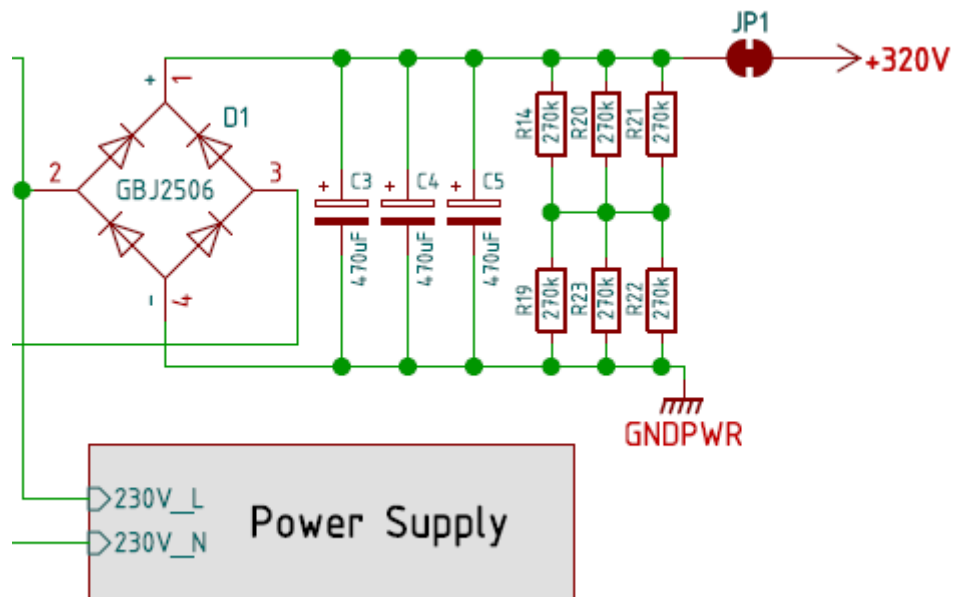 JP1
+320V
+
1
D1
2
3
GBJ2506
-
4
+
C3
470uF
+
C4
470uF
+
C5
470uF
R14
270k
R20
270k
R21
270k
R19
270k
R23
270k
R22
270k
GNDPWR
230V_L
230V_N
Power Supply